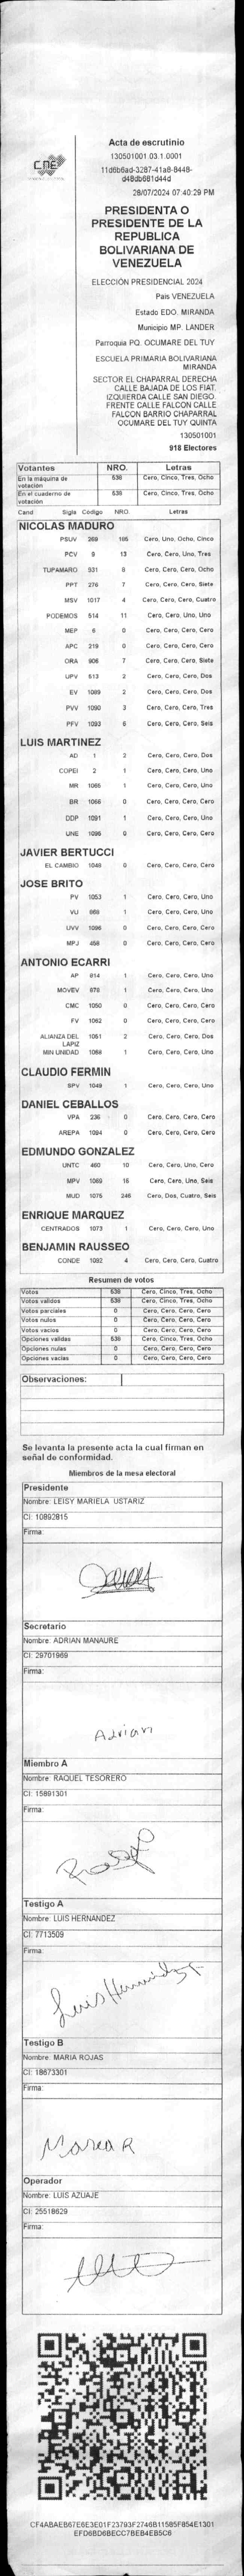 CNE
Acta de escrutinio
130501001.03.1.0001
11d6b6ad-3287-41a8-8448-
d48db681d44d
28/07/2024 07:40:29 PM
PRESIDENTA O
PRESIDENTE DE LA
REPUBLICA
BOLIVARIANA DE
VENEZUELA
ELECCIÓN PRESIDENCIAL 2024
Pais VENEZUELA
Estado EDO. MIRANDA
Municipio MP. LANDER
Parroquia PQ. OCUMARE DEL TUY
ESCUELA PRIMARIA BOLIVARIANA
MIRANDA
SECTOR EL CHAPARRAL DERECHA
CALLE BAJADA DE LOS FIAT.
IZQUIERDA CALLE SAN DIEGO.
FRENTE CALLE FALCON CALLE
FALCON BARRIO CHAPARRAL
OCUMARE DEL TUY QUINTA
130501001
918 Electores
Votantes NRO. Letras
En la máquina de votación 538 Cero, Cinco, Tres, Ocho
En el cuaderno de votación 538 Cero, Cinco, Tres, Ocho
Cand Sigla Código NRO. Letras
NICOLAS MADURO
PSUV 269 185 Cero, Uno, Ocho, Cinco
PCV 9 13 Cero, Cero, Uno, Tres
TUPAMARO 931 8 Cero, Cero, Cero, Ocho
PPT 276 7 Cero, Cero, Cero, Siete
MSV 1017 4 Cero, Cero, Cero, Cuatro
PODEMOS 514 11 Cero, Cero, Uno, Uno
MEP 6 0 Cero, Cero, Cero, Cero
APC 219 0 Cero, Cero, Cero, Cero
ORA 906 7 Cero, Cero, Cero, Siete
UPV 613 2 Cero, Cero, Cero, Dos
EV 1089 2 Cero, Cero, Cero, Dos
PVV 1090 3 Cero, Cero, Cero, Tres
PFV 1093 6 Cero, Cero, Cero, Seis
LUIS MARTINEZ
AD 1 2 Cero, Cero, Cero, Dos
COPEI 2 1 Cero, Cero, Cero, Uno
MR 1065 1 Cero, Cero, Cero, Uno
BR 1066 0 Cero, Cero, Cero, Cero
DDP 1091 1 Cero, Cero, Cero, Uno
UNE 1095 0 Cero, Cero, Cero, Cero
JAVIER BERTUCCI
EL CAMBIO 1048 0 Cero, Cero, Cero, Cero
JOSE BRITO
PV 1053 1 Cero, Cero, Cero, Uno
VU 868 1 Cero, Cero, Cero, Uno
UVV 1096 0 Cero, Cero, Cero, Cero
MPJ 458 0 Cero, Cero, Cero, Cero
ANTONIO ECARRI
AP 814 1 Cero, Cero, Cero, Uno
MOVEV 878 1 Cero, Cero, Cero, Uno
CMC 1050 0 Cero, Cero, Cero, Cero
FV 1062 0 Cero, Cero, Cero, Cero
ALIANZA DEL LAPIZ 1051 2 Cero, Cero, Cero, Dos
MIN UNIDAD 1068 1 Cero, Cero, Cero, Uno
CLAUDIO FERMIN
SPV 1049 1 Cero, Cero, Cero, Uno
DANIEL CEBALLOS
VPA 236 0 Cero, Cero, Cero, Cero
AREPA 1094 0 Cero, Cero, Cero, Cero
EDMUNDO GONZALEZ
UNTC 460 10 Cero, Cero, Uno, Cero
MPV 1069 16 Cero, Cero, Uno, Seis
MUD 1075 246 Cero, Dos, Cuatro, Seis
ENRIQUE MARQUEZ
CENTRADOS 1073 1 Cero, Cero, Cero, Uno
BENJAMIN RAUSSEO
CONDE 1092 4 Cero, Cero, Cero, Cuatro
Resumen de votos
Votos 538 Cero, Cinco, Tres, Ocho
Votos validos 538 Cero, Cinco, Tres, Ocho
Votos parciales 0 Cero, Cero, Cero, Cero
Votos nulos 0 Cero, Cero, Cero, Cero
Votos vacios 0 Cero, Cero, Cero, Cero
Opciones validas 538 Cero, Cinco, Tres, Ocho
Opciones nulas 0 Cero, Cero, Cero, Cero
Opciones vacias 0 Cero, Cero, Cero, Cero
Observaciones:
Se levanta la presente acta la cual firman en
señal de conformidad.
Miembros de la mesa electoral
Presidente
Nombre: LEISY MARIELA USTARIZ
CI: 10892815
Firma:
Secretario
Nombre: ADRIAN MANAURE
CI: 29701969
Firma:
Adrian
Miembro A
Nombre: RAQUEL TESORERO
CI: 15891301
Firma:
Testigo A
Nombre: LUIS HERNANDEZ
CI: 7713509
Firma:
Luis Hernandez
Testigo B
Nombre: MARIA ROJAS
CI: 18673301
Firma:
Maria R
Operador
Nombre: LUIS AZUAJE
CI: 25518629
Firma:
CF4ABAEB67E6E3E01F23793F2746B11585F854E1301
EFD6BD6BECC7BEB4EB5C6